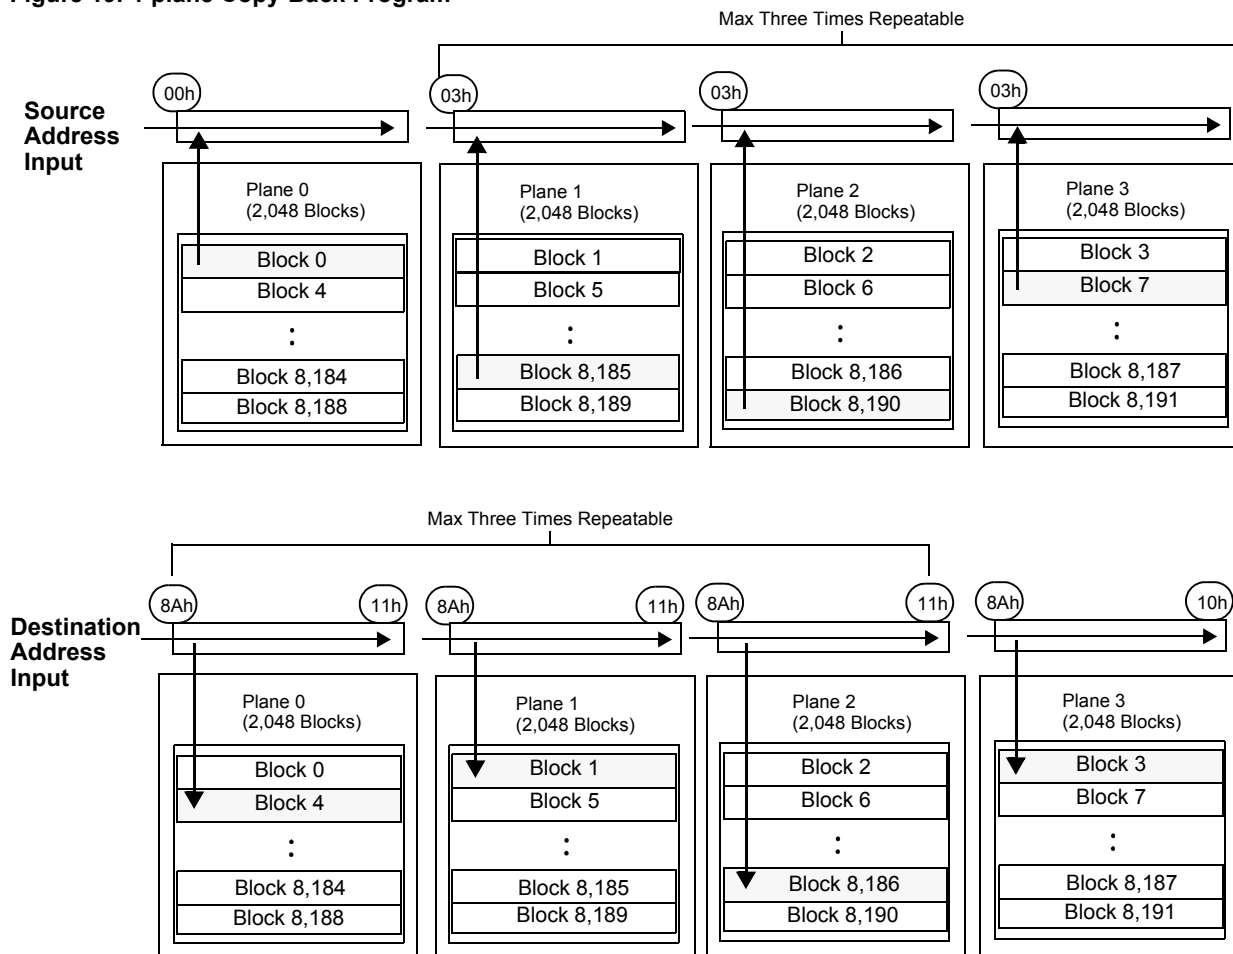 Max Three Times Repeatable
00h 03h 03h 03h
Source
Address
Input
Plane 0
(2,048 Blocks)
Block 0
Block 4
:
Block 8,184
Block 8,188
Plane 1
(2,048 Blocks)
Block 1
Block 5
:
Block 8,185
Block 8,189
Plane 2
(2,048 Blocks)
Block 2
Block 6
:
Block 8,186
Block 8,190
Plane 3
(2,048 Blocks)
Block 3
Block 7
:
Block 8,187
Block 8,191
Max Three Times Repeatable
8Ah 11h 8Ah 11h 8Ah 11h 8Ah 10h
Destination
Address
Input
Plane 0
(2,048 Blocks)
Block 0
Block 4
:
Block 8,184
Block 8,188
Plane 1
(2,048 Blocks)
Block 1
Block 5
:
Block 8,185
Block 8,189
Plane 2
(2,048 Blocks)
Block 2
Block 6
:
Block 8,186
Block 8,190
Plane 3
(2,048 Blocks)
Block 3
Block 7
:
Block 8,187
Block 8,191